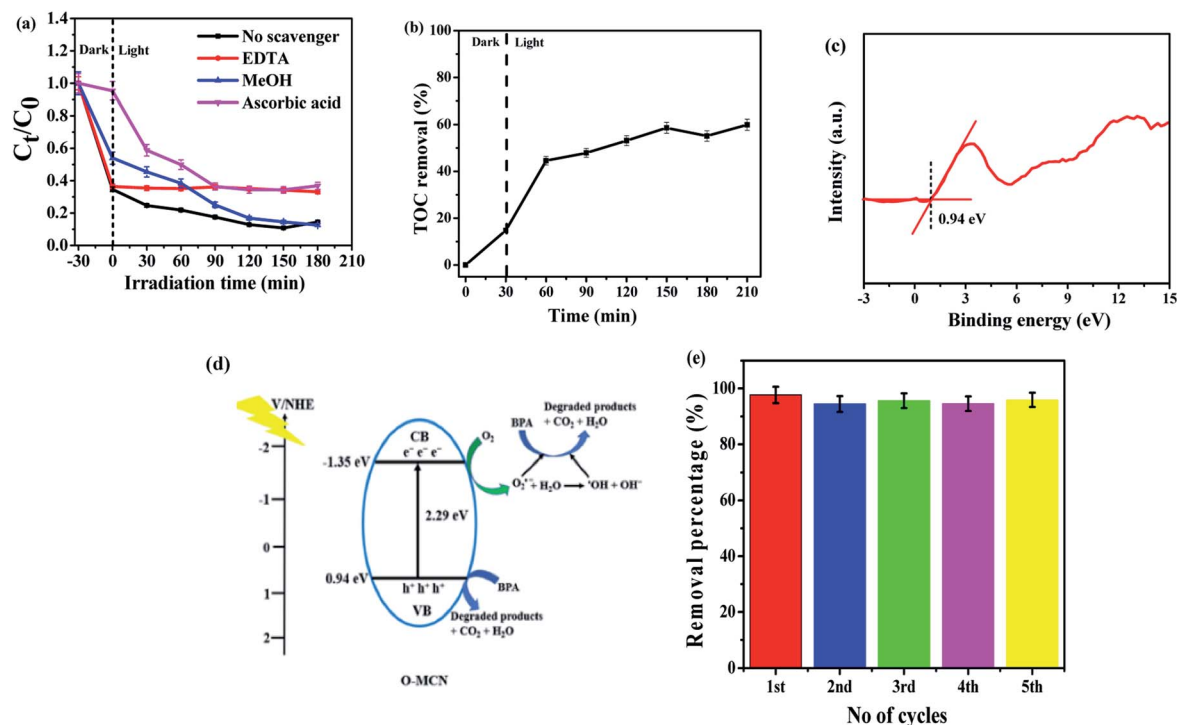 (a)
1.4
1.2
1.0
0.8
0.6
0.4
0.2
0.0
Ct/C0
Dark Light
No scavenger
EDTA
MeOH
Ascorbic acid
-30 0 30 60 90 120 150 180 210
Irradiation time (min)
(b)
100
80
60
40
20
0
TOC removal (%)
Dark Light
0 30 60 90 120 150 180 210
Time (min)
(c)
Intensity (a.u.)
0.94 eV
-3 0 3 6 9 12 15
Binding energy (eV)
(d)
V/NHE
-2
-1
0
1
2
-1.35 eV
CB
e⁻ e⁻ e⁻
2.29 eV
0.94 eV
h⁺ h⁺ h⁺
VB
O₂
BPA
Degraded products
+ CO₂ + H₂O
O₂•⁻ + H₂O → •OH + OH⁻
BPA
Degraded products
+ CO₂ + H₂O
O-MCN
(e)
100
80
60
40
20
0
Removal percentage (%)
1st 2nd 3rd 4th 5th
No of cycles